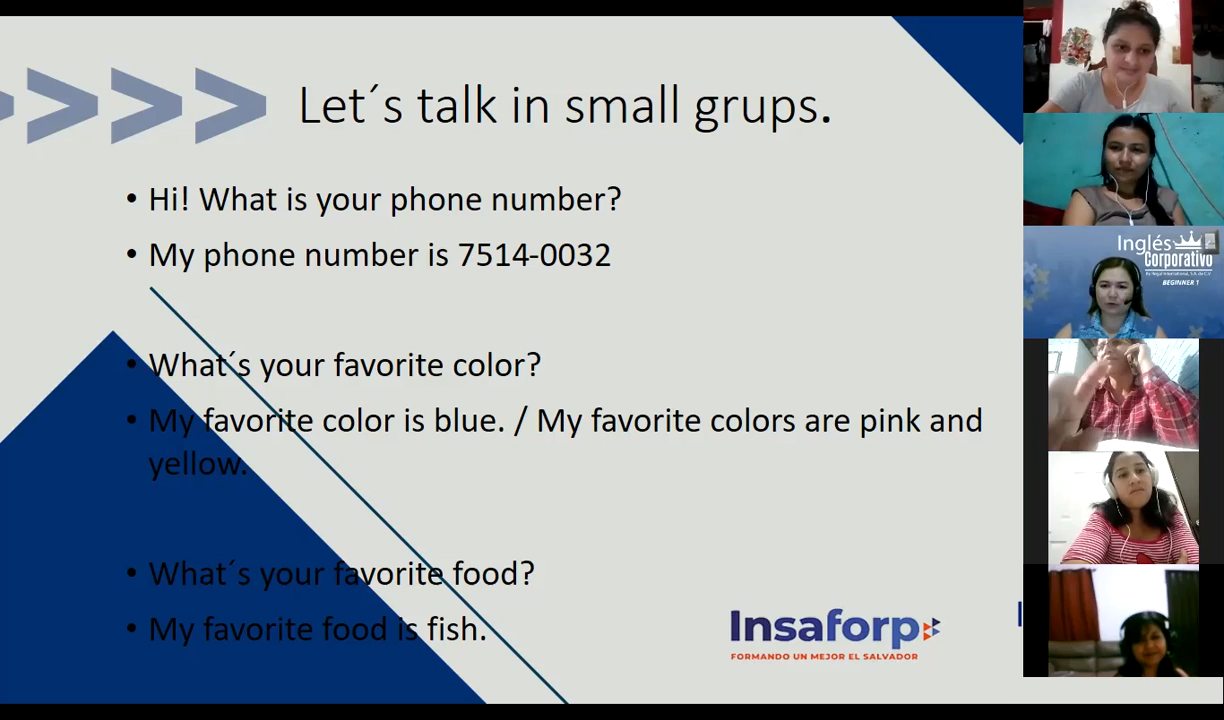 Let´s talk in small grups.
• Hi! What is your phone number?
• My phone number is 7514-0032
• What´s your favorite color?
• My favorite color is blue. / My favorite colors are pink and
yellow.
• What´s your favorite food?
• My favorite food is fish.
Insaforp
FORMANDO UN MEJOR EL SALVADOR
Inglés
Corporativo
BEGINNER 1